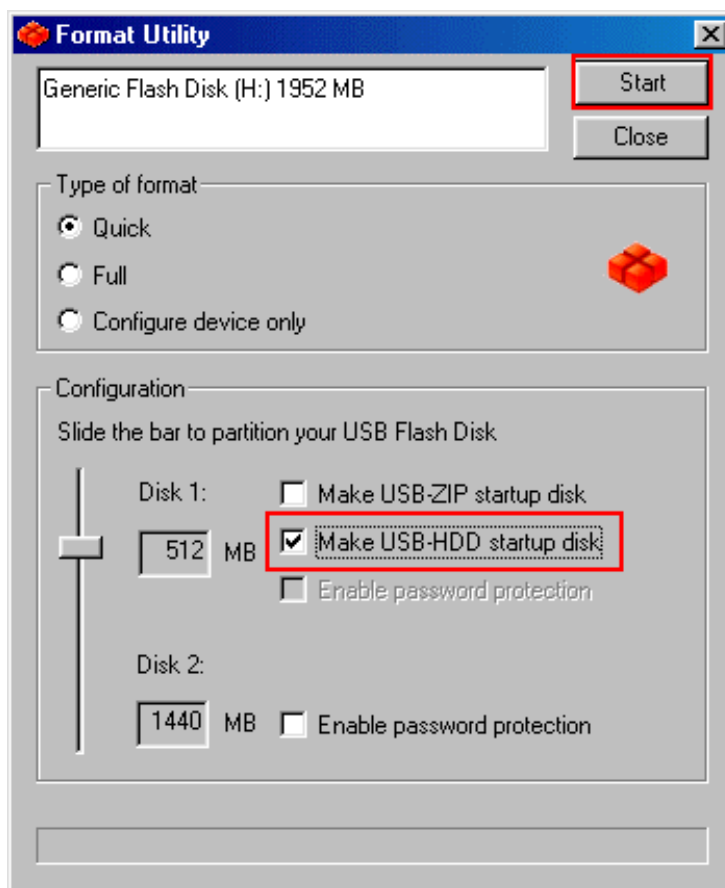 Format Utility
Generic Flash Disk (H:) 1952 MB
Start
Close
Type of format
Quick
Full
Configure device only
Configuration
Slide the bar to partition your USB Flash Disk
Disk 1:
Make USB-ZIP startup disk
512 MB
Make USB-HDD startup disk
Enable password protection
Disk 2:
1440 MB
Enable password protection